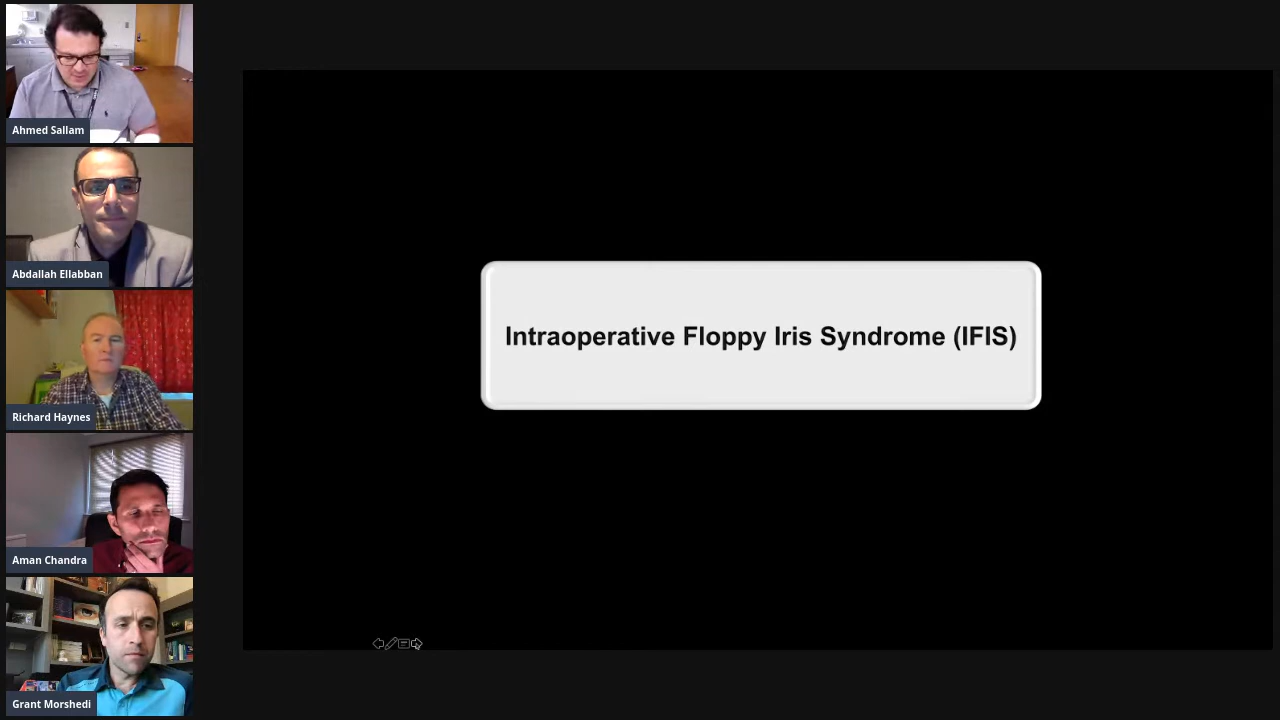 Ahmed Sallam
Abdallah Ellabban
Richard Haynes
Aman Chandra
Grant Morshedi
Intraoperative Floppy Iris Syndrome (IFIS)